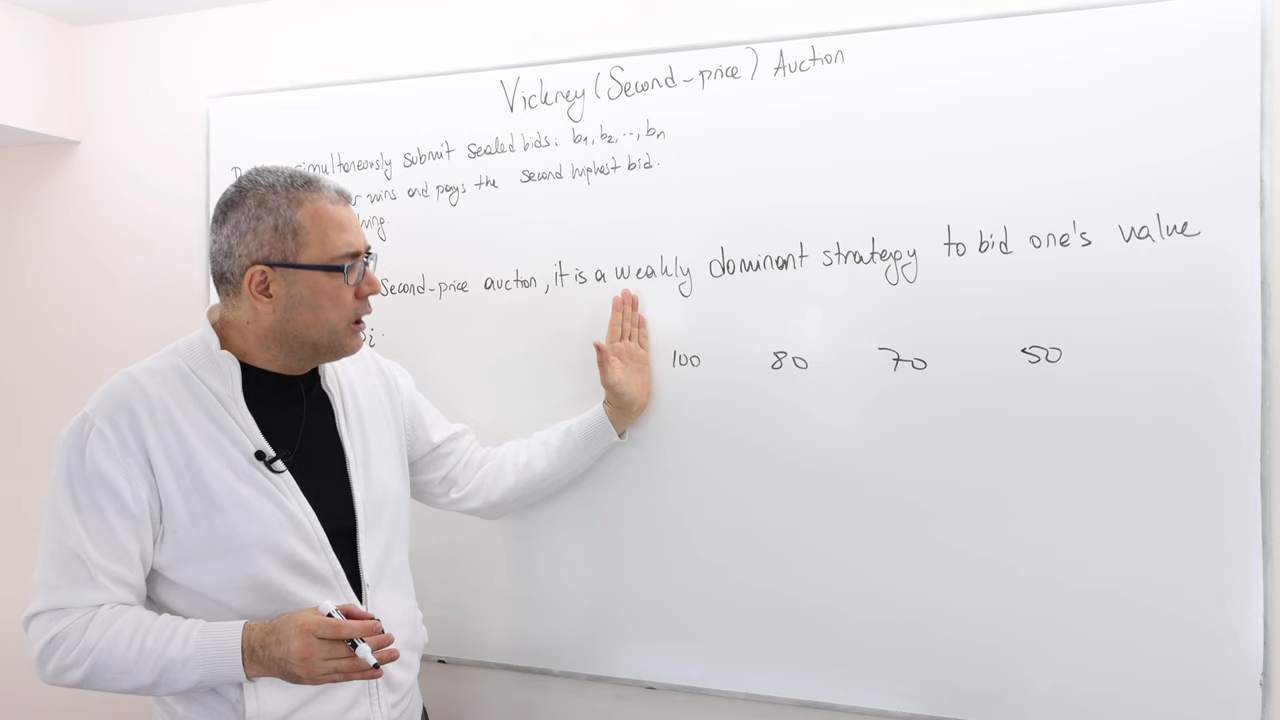 Vickrey (Second-price) Auction
simultaneously submit sealed bids: b1, b2, .., bn
wins and pays the second highest bid.
second-price auction, it is a weakly dominant strategy to bid one's value
100 80 70 50